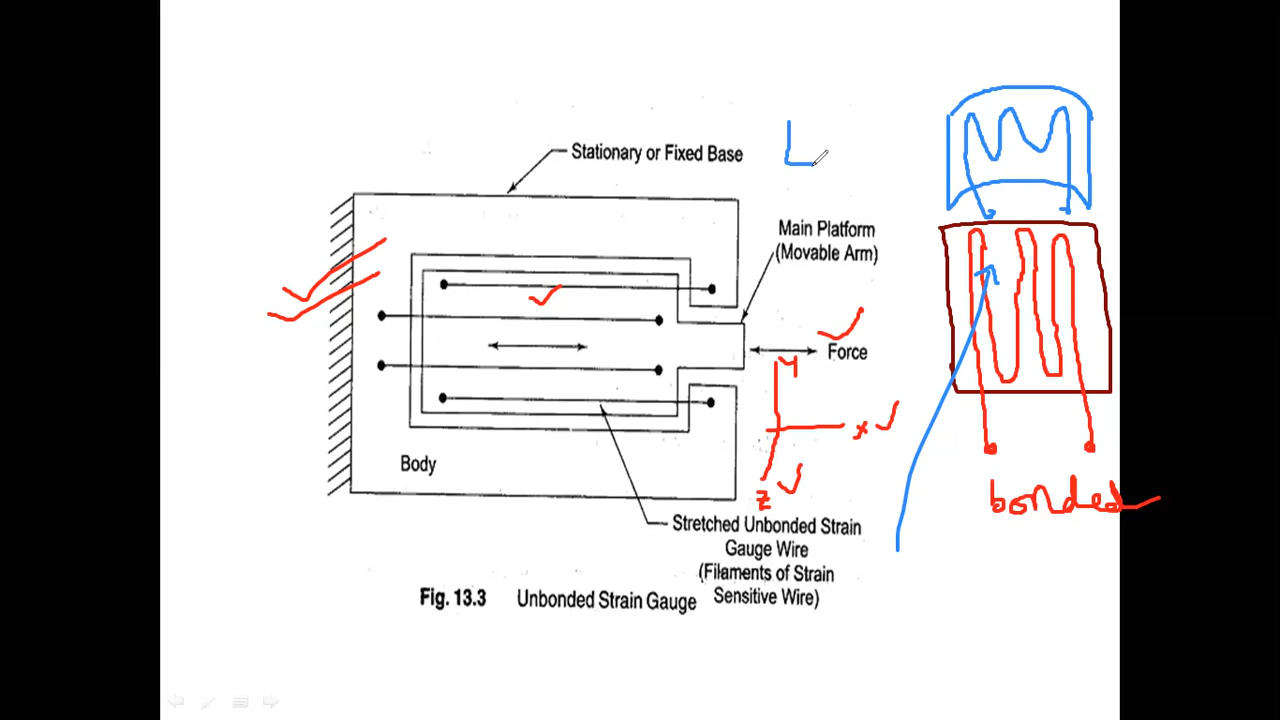 Stationary or Fixed Base
L
Main Platform
(Movable Arm)
Force
y
x
z
Body
bonded
Stretched Unbonded Strain
Gauge Wire
(Filaments of Strain
Sensitive Wire)
Fig. 13.3 Unbonded Strain Gauge